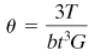 θ = 3T / bt³G